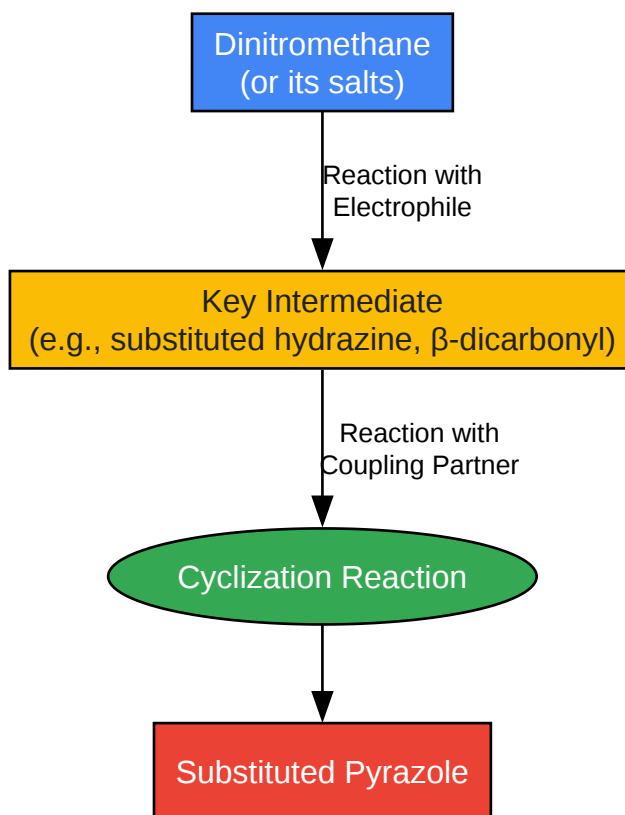 Dinitromethane
(or its salts)
Reaction with
Electrophile
Key Intermediate
(e.g., substituted hydrazine, β-dicarbonyl)
Reaction with
Coupling Partner
Cyclization Reaction
Substituted Pyrazole